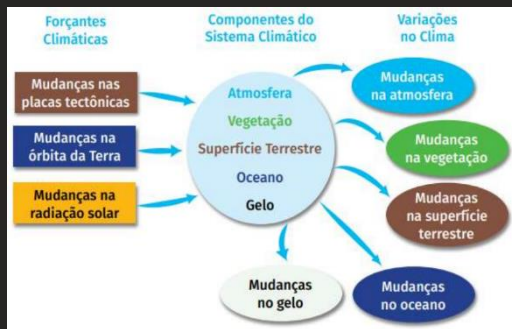 Forçantes
Climáticas
Componentes do
Sistema Climático
Variações
no Clima
Mudanças nas
placas tectônicas
Mudanças na
órbita da Terra
Mudanças na
radiação solar
Atmosfera
Vegetação
Superfície Terrestre
Oceano
Gelo
Mudanças
na atmosfera
Mudanças
na vegetação
Mudanças
na superfície
terrestre
Mudanças
no gelo
Mudanças
no oceano